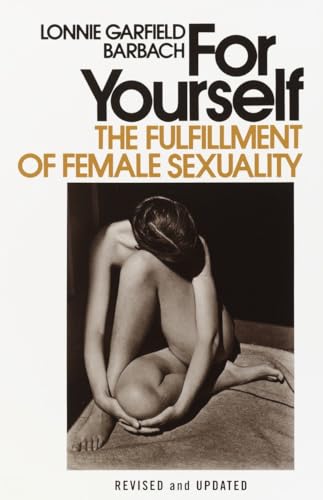 LONNIE GARFIELD
BARBACH
For
Yourself
THE FULFILLMENT
OF FEMALE SEXUALITY
REVISED and UPDATED